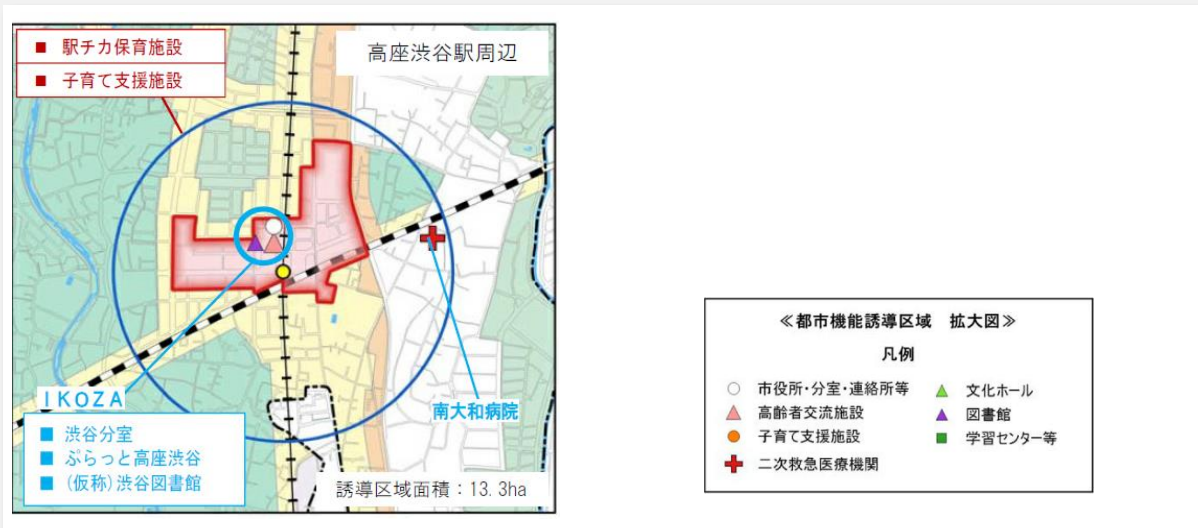 駅チカ保育施設
子育て支援施設
高座渋谷駅周辺
IKOZA
渋谷分室
ぷらっと高座渋谷
(仮称)渋谷図書館
南大和病院
誘導区域面積：13.3ha
≪都市機能誘導区域　拡大図≫
凡例
市役所・分室・連絡所等
高齢者交流施設
子育て支援施設
二次救急医療機関
文化ホール
図書館
学習センター等